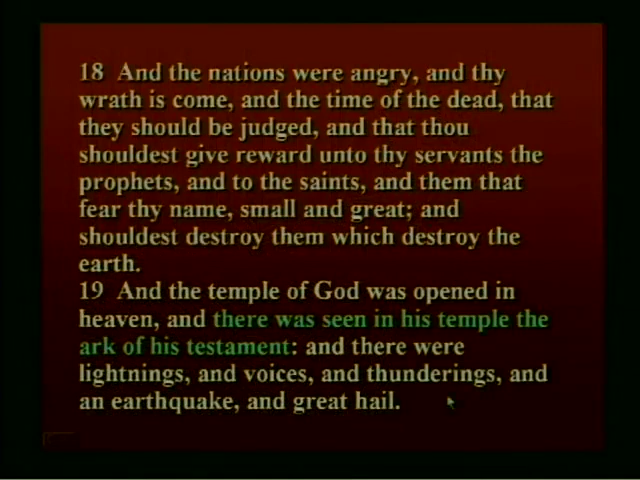 18 And the nations were angry, and thy
wrath is come, and the time of the dead, that
they should be judged, and that thou
shouldest give reward unto thy servants the
prophets, and to the saints, and them that
fear thy name, small and great; and
shouldest destroy them which destroy the
earth.
19 And the temple of God was opened in
heaven, and there was seen in his temple the
ark of his testament: and there were
lightnings, and voices, and thunderings, and
an earthquake, and great hail.